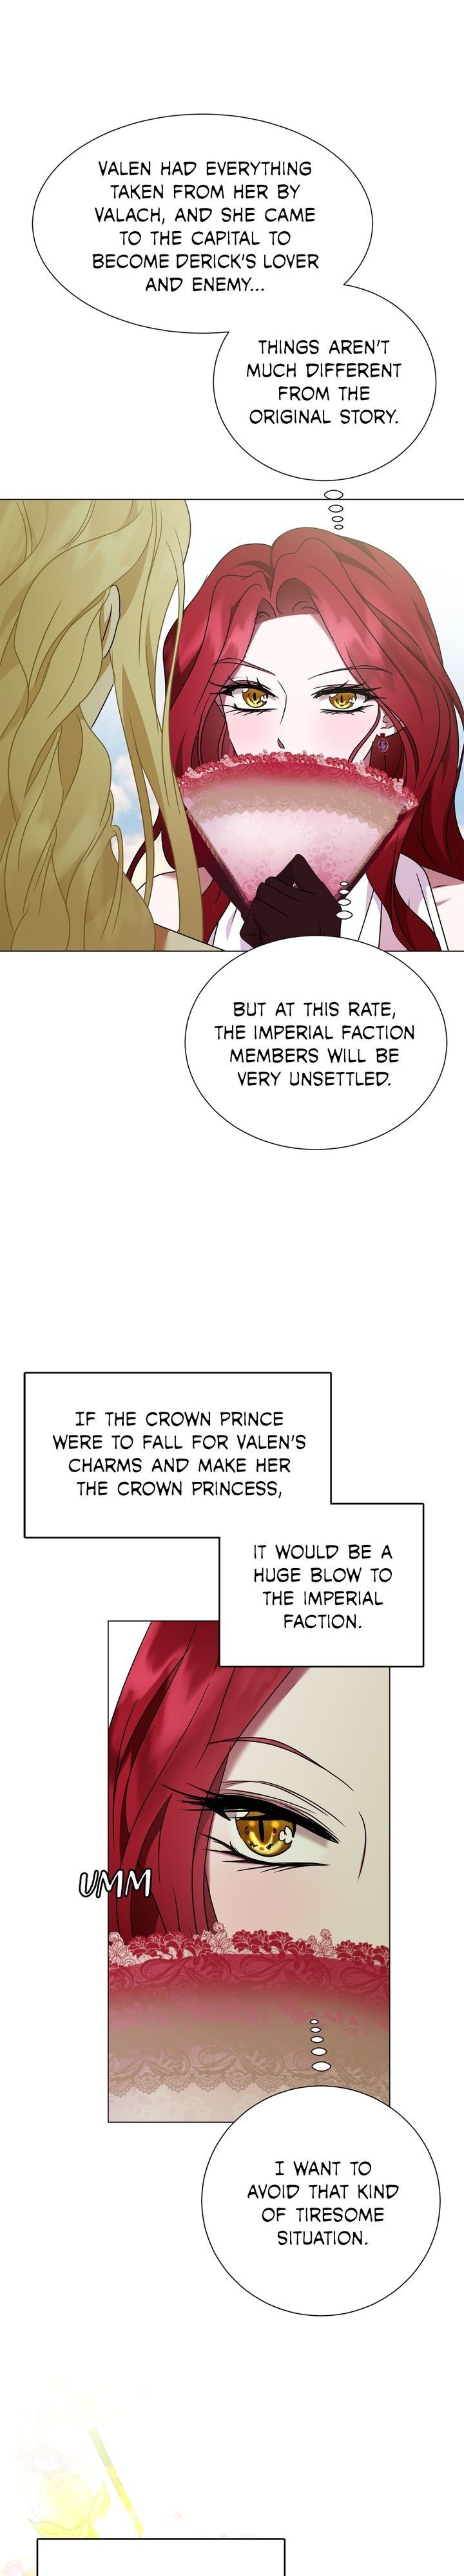 VALEN HAD EVERYTHING
TAKEN FROM HER BY
VALACH, AND SHE CAME
TO THE CAPITAL TO
BECOME DERICK'S LOVER
AND ENEMY...
THINGS AREN'T
MUCH DIFFERENT
FROM THE
ORIGINAL STORY.
BUT AT THIS RATE,
THE IMPERIAL FACTION
MEMBERS WILL BE
VERY UNSETTLED.
IF THE CROWN PRINCE
WERE TO FALL FOR VALEN'S
CHARMS AND MAKE HER
THE CROWN PRINCESS,
IT WOULD BE A
HUGE BLOW TO
THE IMPERIAL
FACTION.
UMM
I WANT TO
AVOID THAT KIND
OF TIRESOME
SITUATION.